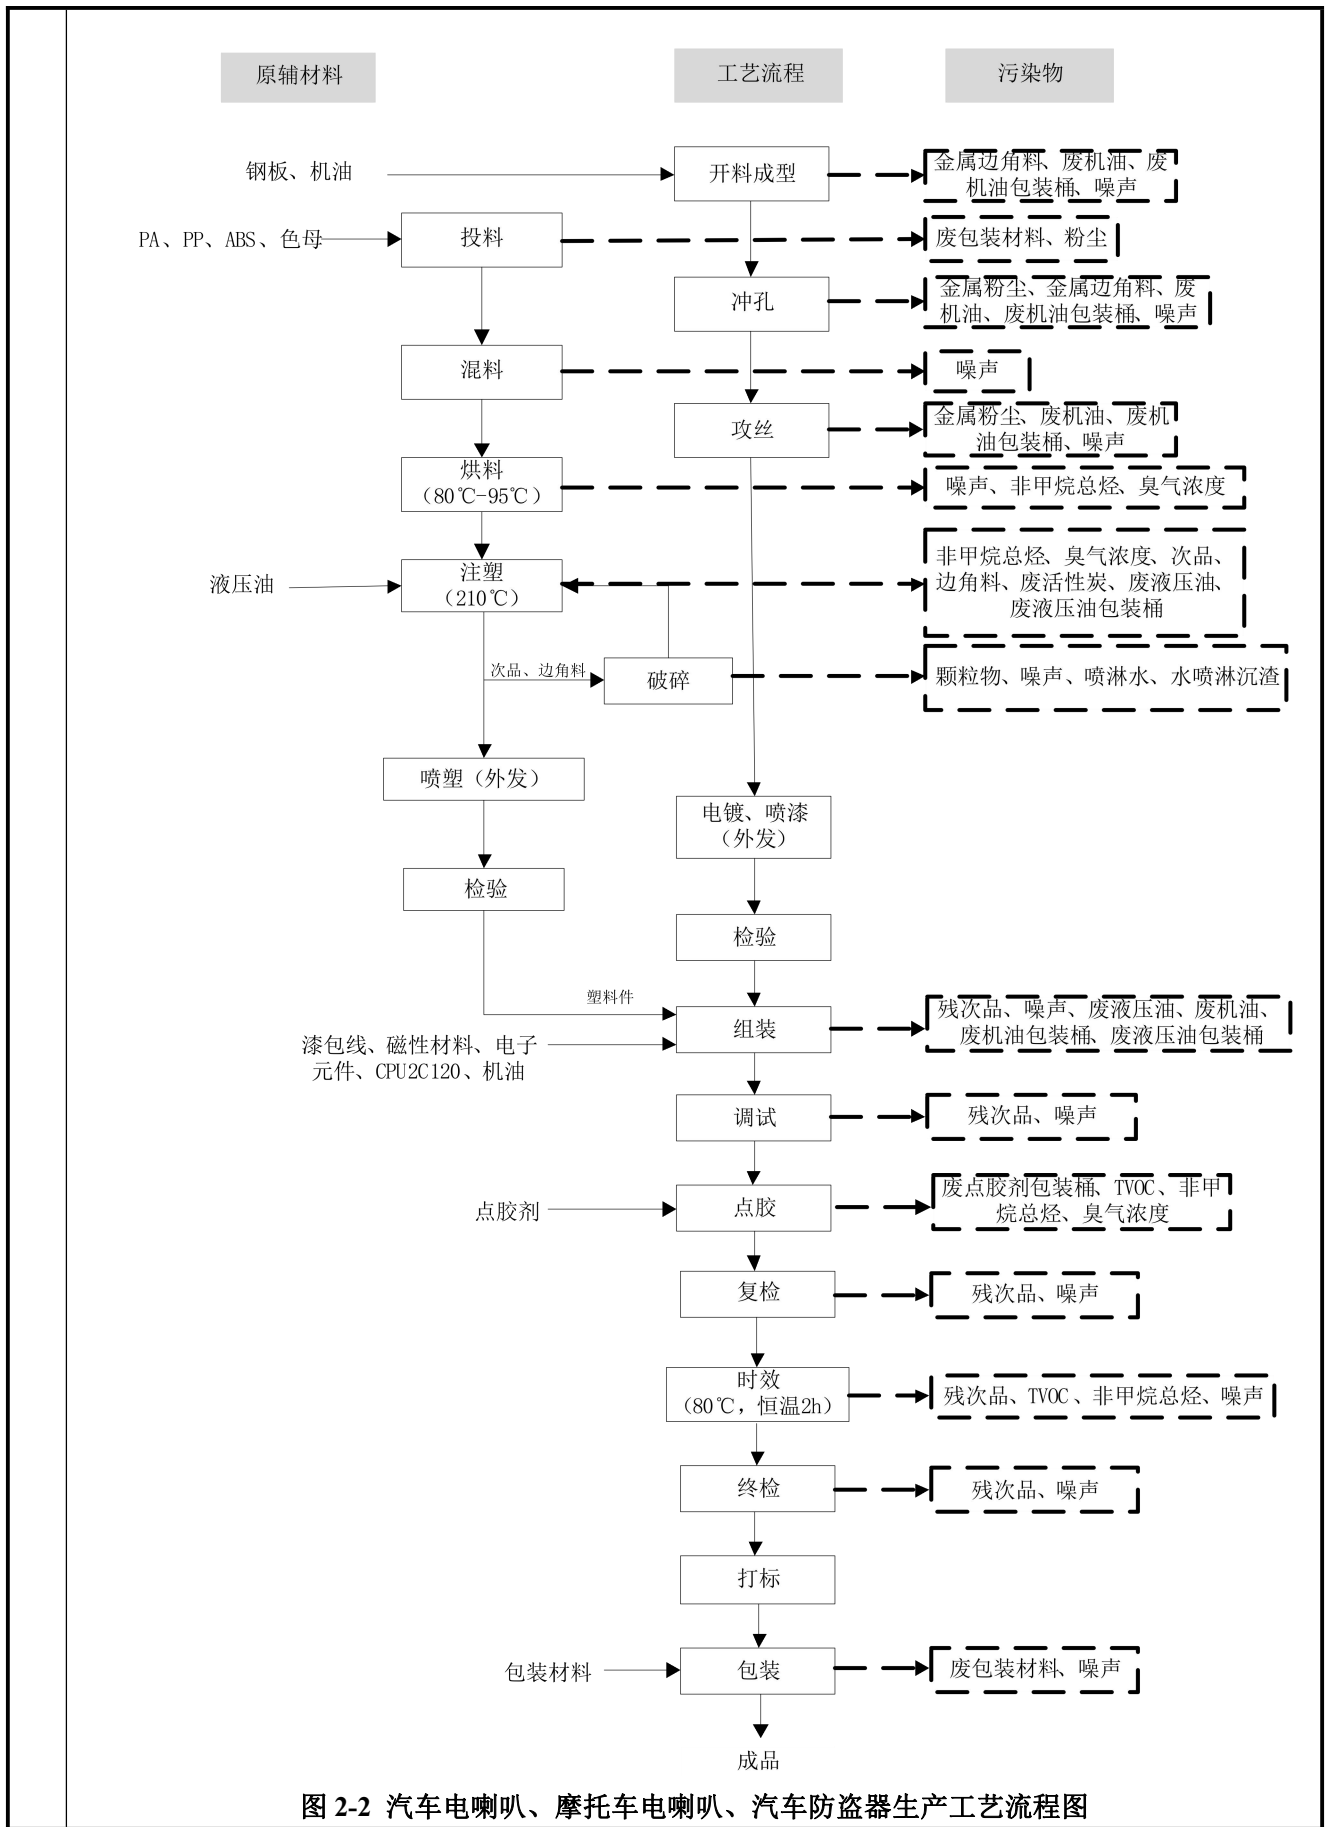 原辅材料
工艺流程
污染物
钢板、机油
开料成型
金属边角料、废机油、废
机油包装桶、噪声
PA、PP、ABS、色母
投料
废包装材料、粉尘
冲孔
金属粉尘、金属边角料、废
机油、废机油包装桶、噪声
混料
噪声
攻丝
金属粉尘、废机油、废机
油包装桶、噪声
烘料
（80℃-95℃）
噪声、非甲烷总烃、臭气浓度
液压油
注塑
（210℃）
非甲烷总烃、臭气浓度、次品、
边角料、废活性炭、废液压油、
废液压油包装桶
次品、边角料
破碎
颗粒物、噪声、喷淋水、水喷淋沉渣
喷塑（外发）
电镀、喷漆
（外发）
检验
检验
塑料件
组装
残次品、噪声、废液压油、废机油、
废机油包装桶、废液压油包装桶
漆包线、磁性材料、电子
元件、CPU2C120、机油
调试
残次品、噪声
点胶剂
点胶
废点胶剂包装桶、TVOC、非甲
烷总烃、臭气浓度
复检
残次品、噪声
时效
（80℃，恒温2h）
残次品、TVOC、非甲烷总烃、噪声
终检
残次品、噪声
打标
包装材料
包装
废包装材料、噪声
成品
图 2-2 汽车电喇叭、摩托车电喇叭、汽车防盗器生产工艺流程图